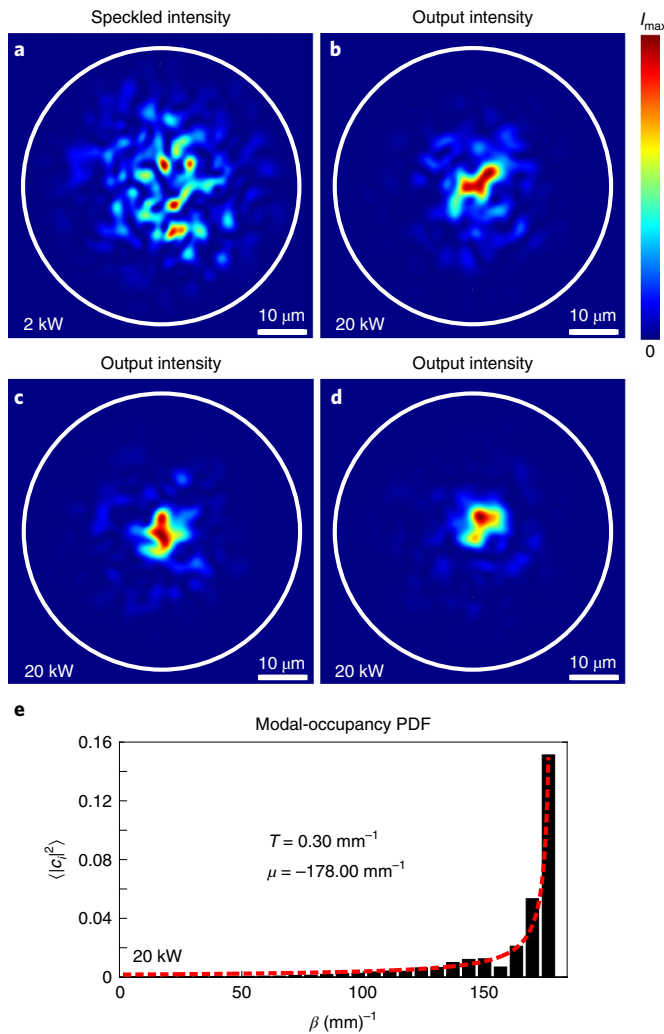 Speckled intensity
Output intensity
I_max
a
b
2 kW
10 μm
20 kW
10 μm
0
Output intensity
Output intensity
c
d
20 kW
10 μm
20 kW
10 μm
e
Modal-occupancy PDF
0.16
0.12
0.08
0.04
0
⟨|c_i|²⟩
T = 0.30 mm⁻¹
μ = −178.00 mm⁻¹
20 kW
0 50 100 150
β (mm)⁻¹